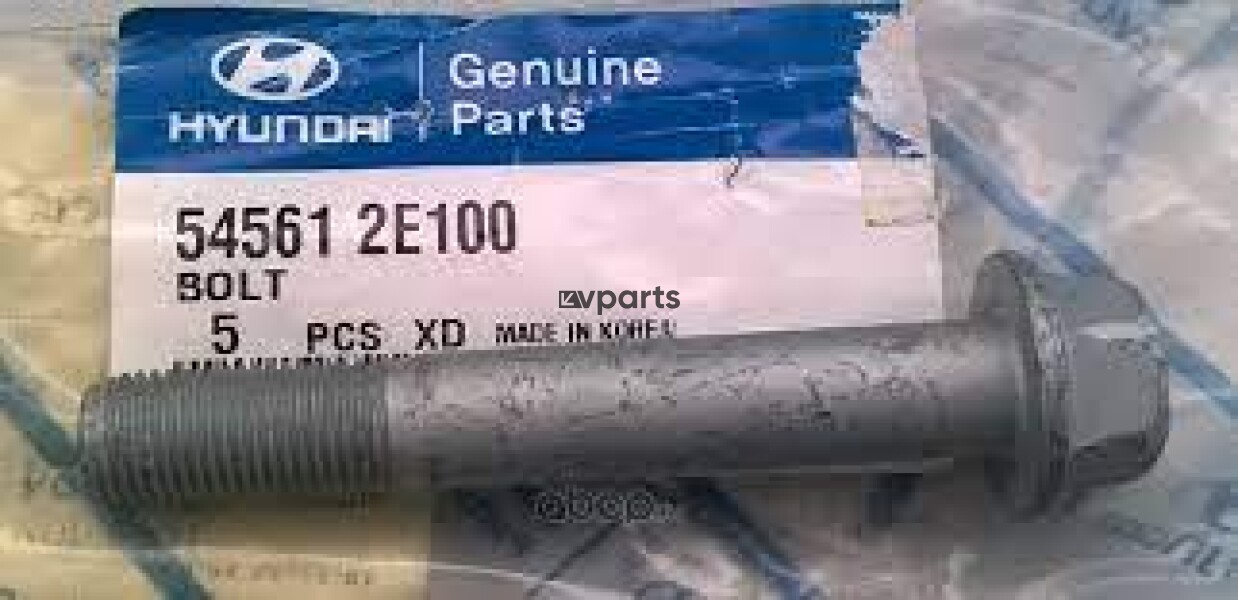 HYUNDAI
Genuine
Parts
54561 2E100
BOLT
5 PCS XD MADE IN KOREA
vparts